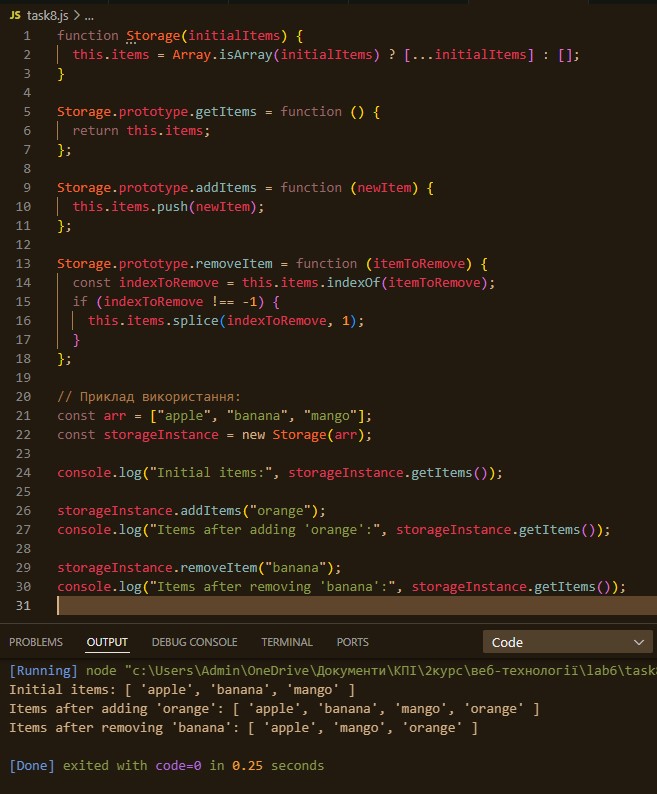 JS task8.js > ...
1 function Storage(initialItems) {
2   this.items = Array.isArray(initialItems) ? [...initialItems] : [];
3 }
4
5 Storage.prototype.getItems = function () {
6   return this.items;
7 };
8
9 Storage.prototype.addItems = function (newItem) {
10   this.items.push(newItem);
11 };
12
13 Storage.prototype.removeItem = function (itemToRemove) {
14   const indexToRemove = this.items.indexOf(itemToRemove);
15   if (indexToRemove !== -1) {
16     this.items.splice(indexToRemove, 1);
17   }
18 };
19
20 // Приклад використання:
21 const arr = ["apple", "banana", "mango"];
22 const storageInstance = new Storage(arr);
23
24 console.log("Initial items:", storageInstance.getItems());
25
26 storageInstance.addItems("orange");
27 console.log("Items after adding 'orange':", storageInstance.getItems());
28
29 storageInstance.removeItem("banana");
30 console.log("Items after removing 'banana':", storageInstance.getItems());
31
PROBLEMS OUTPUT DEBUG CONSOLE TERMINAL PORTS Code
[Running] node "c:\Users\Admin\OneDrive\Документи\КПІ\2курс\веб-технології\lab6\task
Initial items: [ 'apple', 'banana', 'mango' ]
Items after adding 'orange': [ 'apple', 'banana', 'mango', 'orange' ]
Items after removing 'banana': [ 'apple', 'mango', 'orange' ]
[Done] exited with code=0 in 0.25 seconds